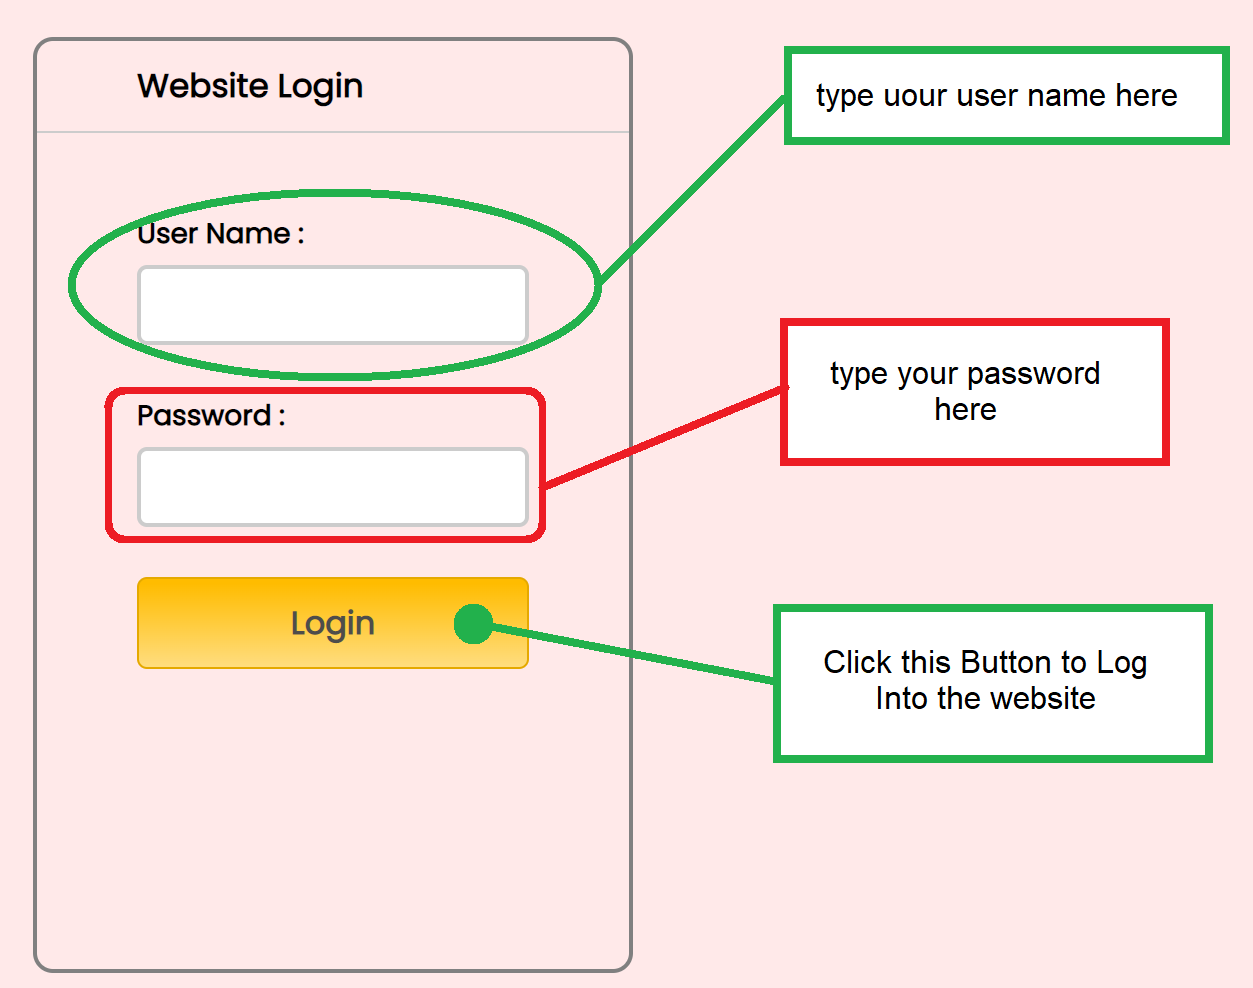 Website Login
type uour user name here
User Name :
type your password
here
Password :
Login
Click this Button to Log
Into the website